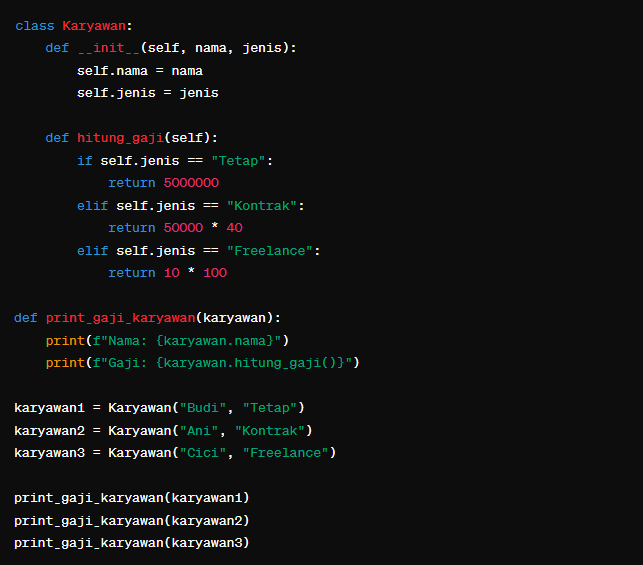 class Karyawan:
    def __init__(self, nama, jenis):
        self.nama = nama
        self.jenis = jenis

    def hitung_gaji(self):
        if self.jenis == "Tetap":
            return 5000000
        elif self.jenis == "Kontrak":
            return 50000 * 40
        elif self.jenis == "Freelance":
            return 10 * 100

def print_gaji_karyawan(karyawan):
    print(f"Nama: {karyawan.nama}")
    print(f"Gaji: {karyawan.hitung_gaji()}")

karyawan1 = Karyawan("Budi", "Tetap")
karyawan2 = Karyawan("Ani", "Kontrak")
karyawan3 = Karyawan("Cici", "Freelance")

print_gaji_karyawan(karyawan1)
print_gaji_karyawan(karyawan2)
print_gaji_karyawan(karyawan3)